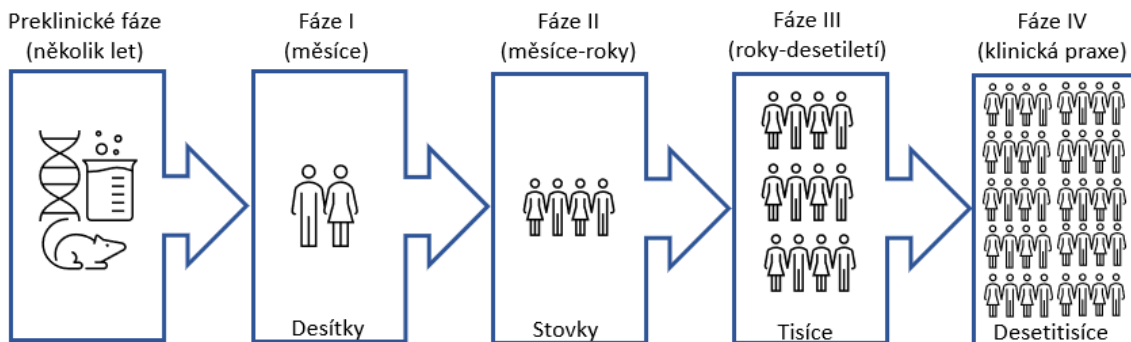 Preklinické fáze
(několik let)
Fáze I
(měsíce)
Fáze II
(měsíce-roky)
Fáze III
(roky-desetiletí)
Fáze IV
(klinická praxe)
Desítky
Stovky
Tisíce
Desetitisíce